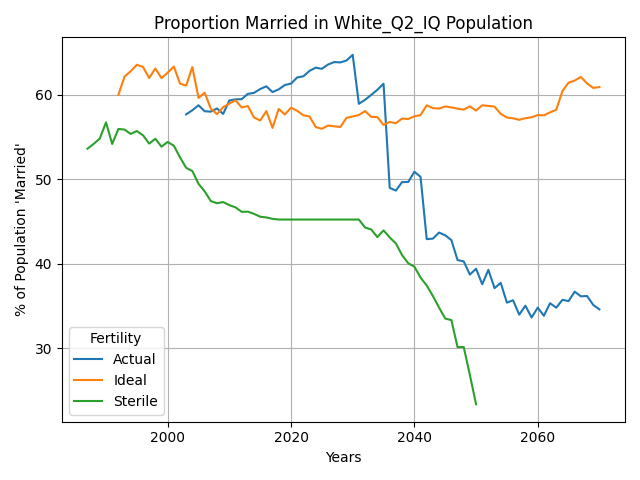 Proportion Married in White_Q2_IQ Population
% of Population 'Married'
60
50
40
30
Fertility
Actual
Ideal
Sterile
2000 2020 2040 2060
Years